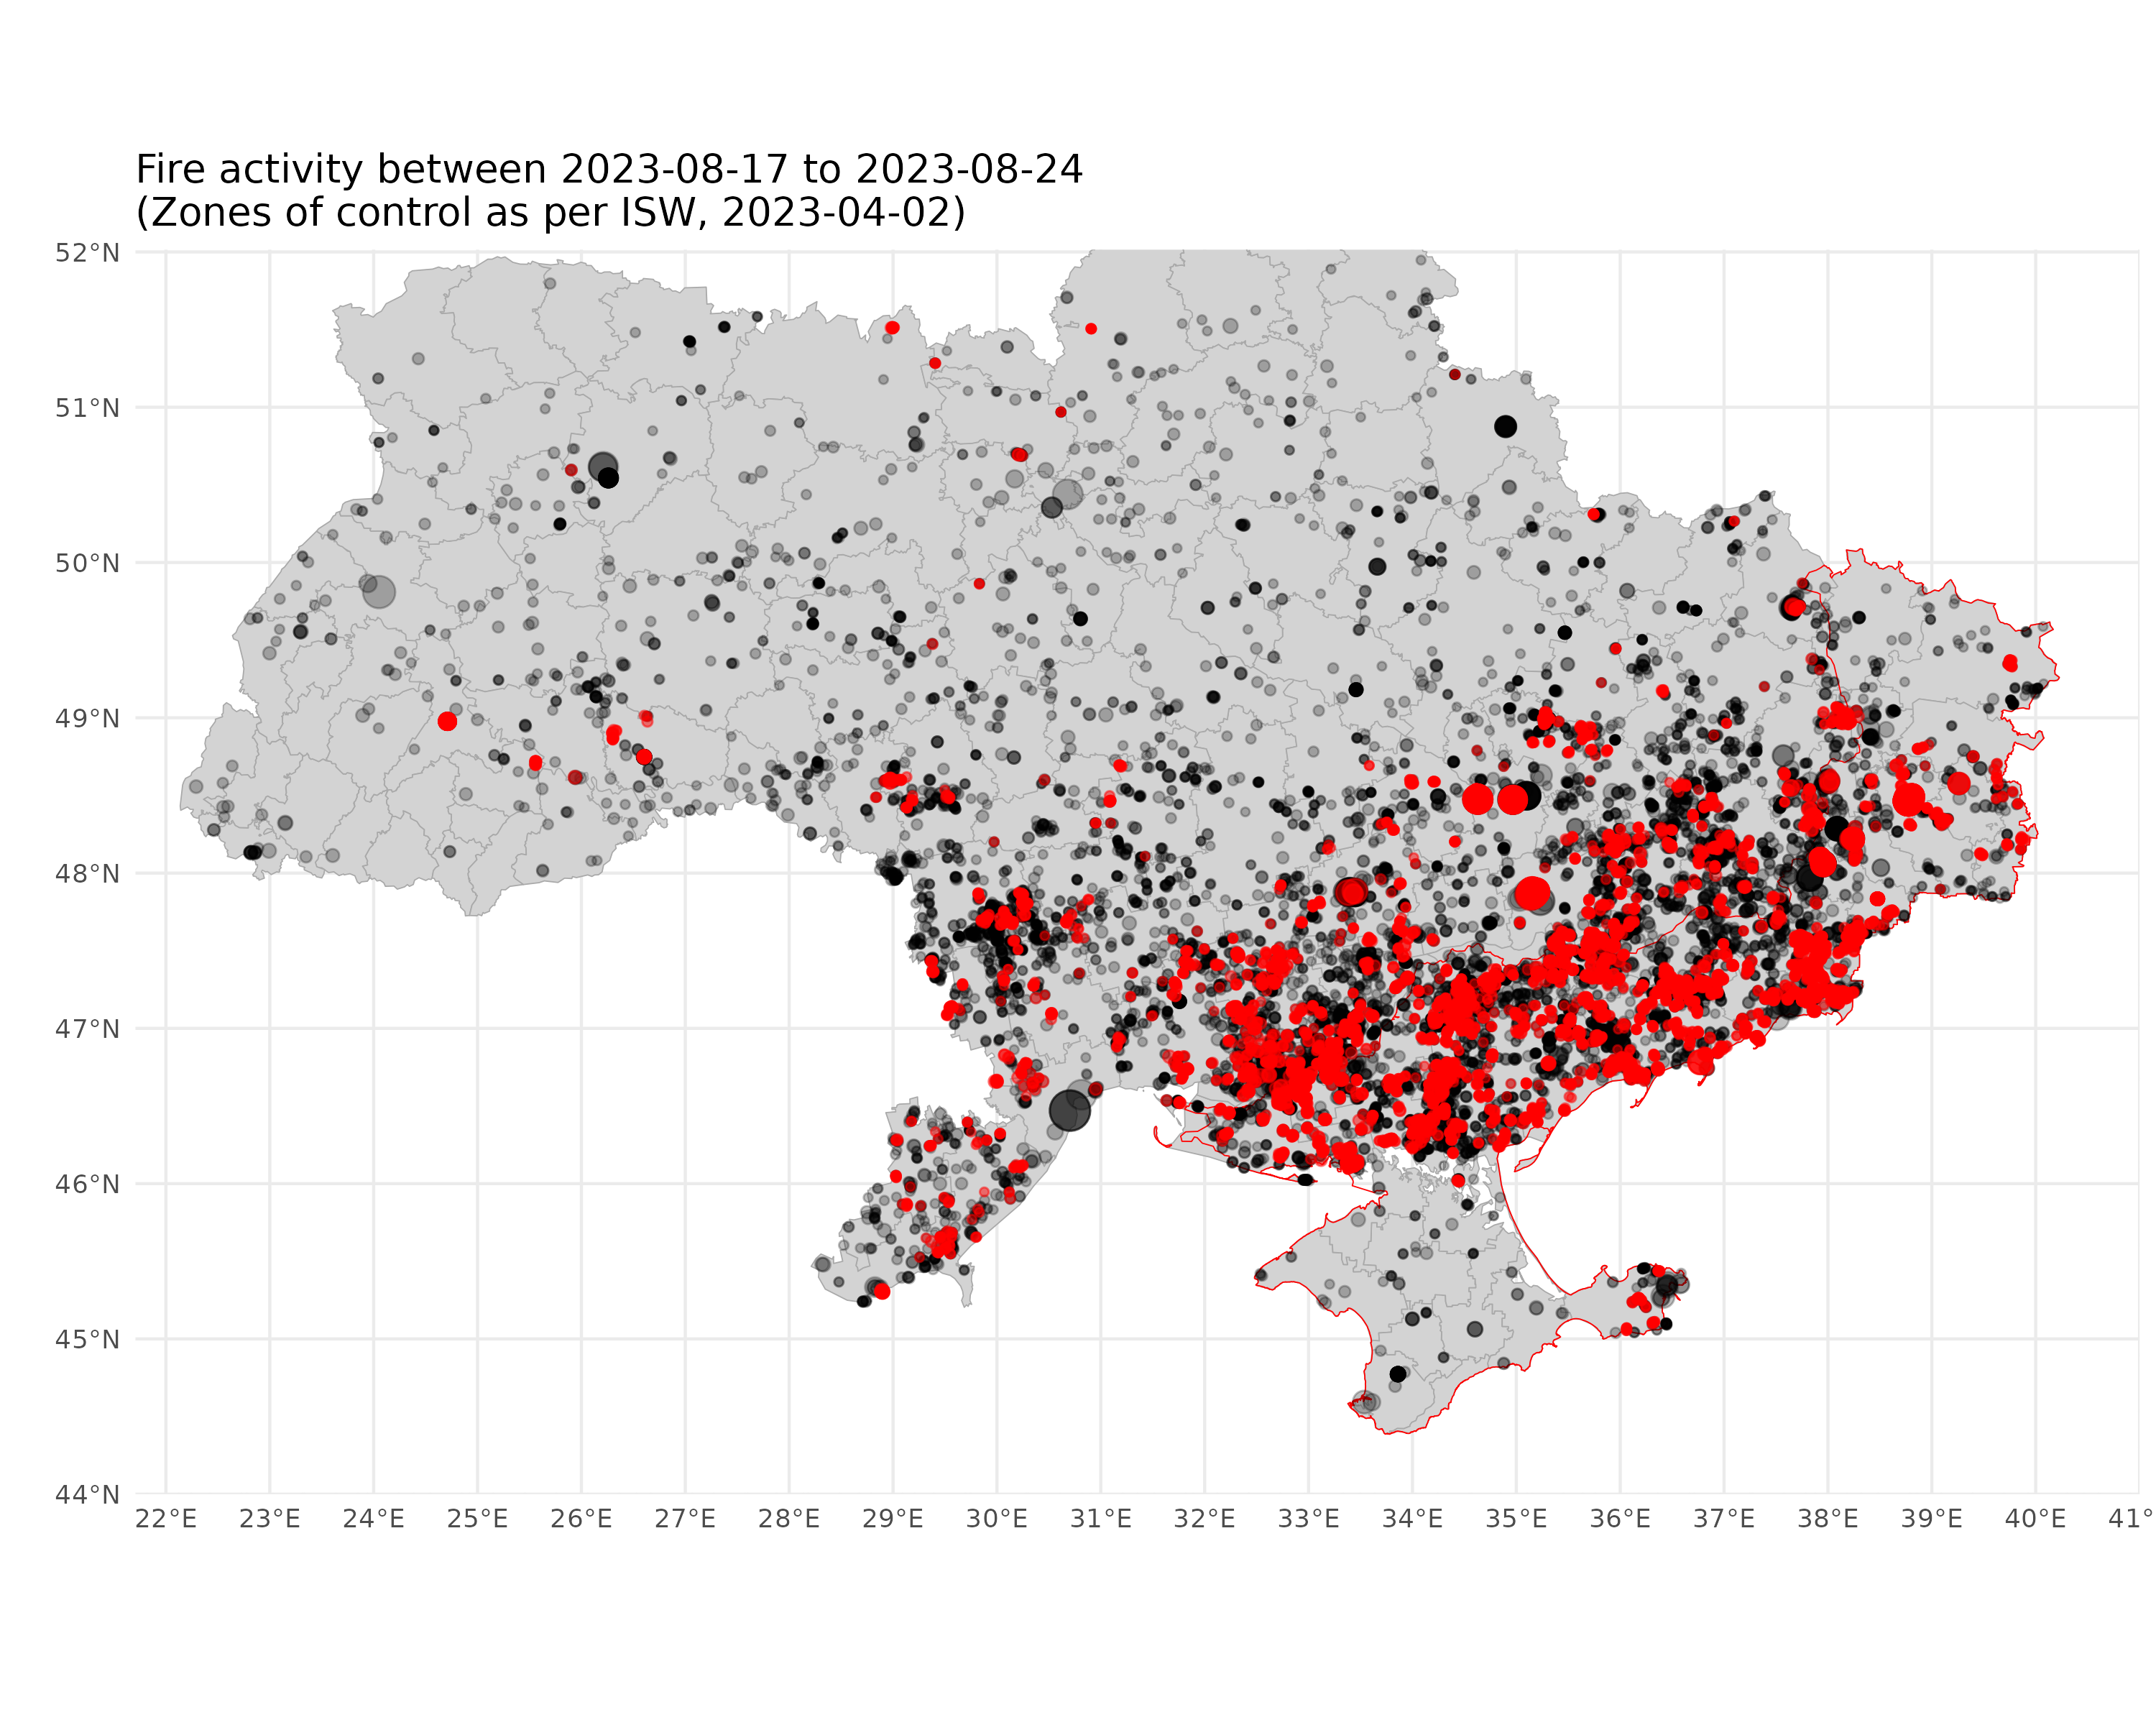 Fire activity between 2023-08-17 to 2023-08-24
(Zones of control as per ISW, 2023-04-02)
52°N
51°N
50°N
49°N
48°N
47°N
46°N
45°N
44°N
22°E 23°E 24°E 25°E 26°E 27°E 28°E 29°E 30°E 31°E 32°E 33°E 34°E 35°E 36°E 37°E 38°E 39°E 40°E 41°